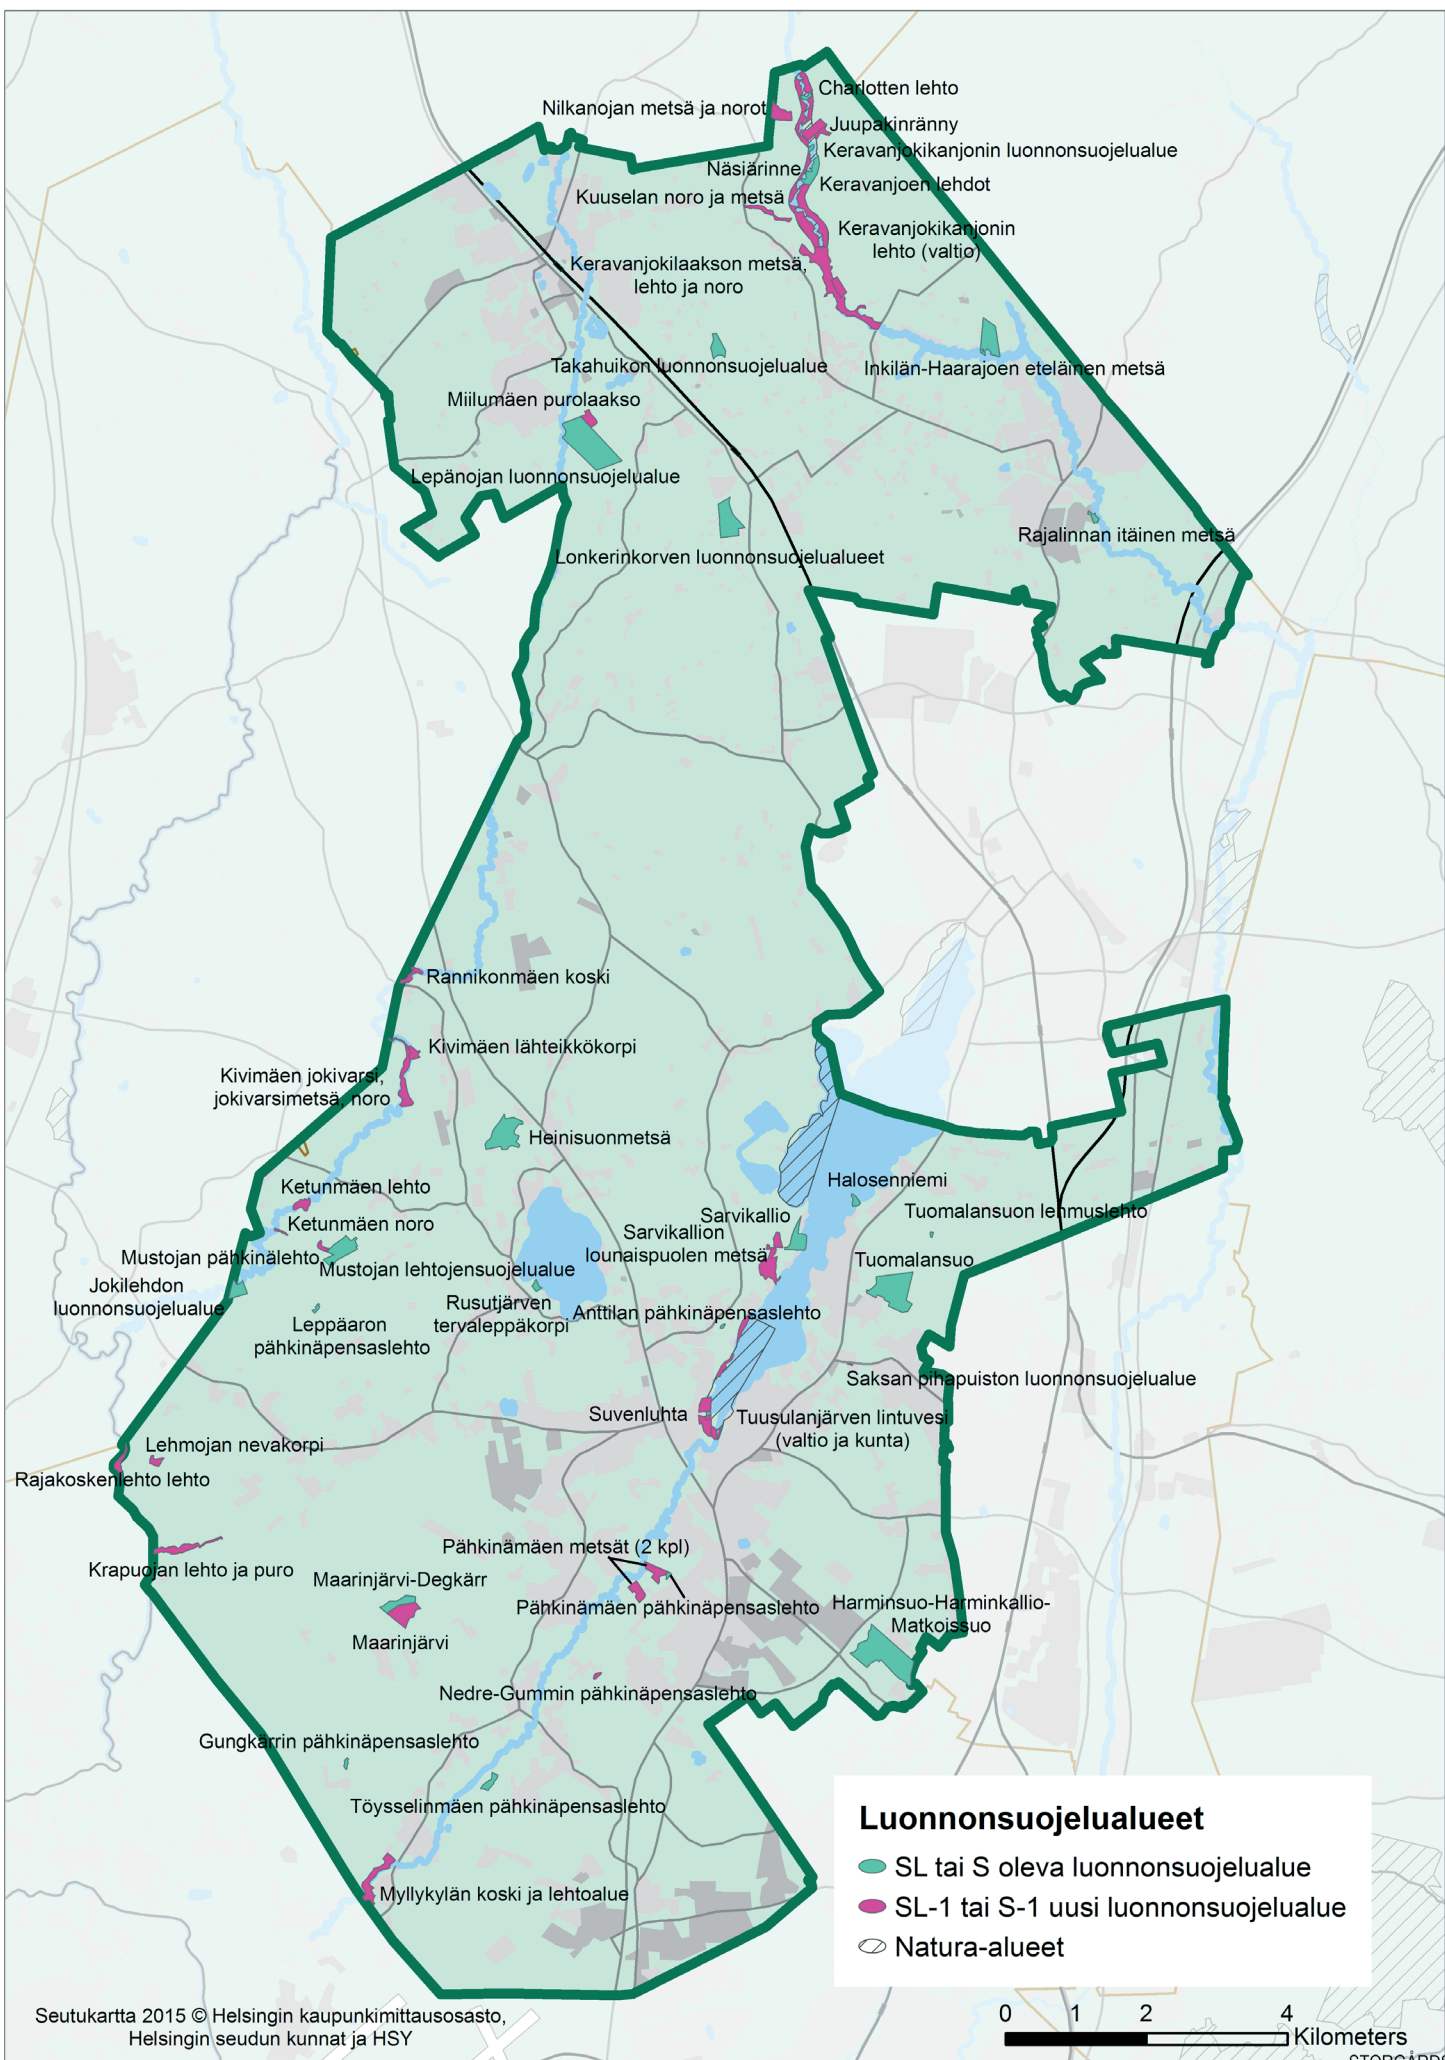 Charlotten lehto
Nilkanojan metsä ja norot
Juupakinränny
Keravanjokikanjonin luonnonsuojelualue
Näsiärinne
Keravanjoen lehdot
Kuuselan noro ja metsä
Keravanjokikanjonin
lehto (valtio)
Keravanjokilaakson metsä,
lehto ja noro
Takahuikon luonnonsuojelualue
Inkilän-Haarajoen eteläinen metsä
Miilumäen purolaakso
Lepänojan luonnonsuojelualue
Rajalinnan itäinen metsä
Lonkerinkorven luonnonsuojelualueet
Rannikonmäen koski
Kivimäen lähteikkökorpi
Kivimäen jokivarsi,
jokivarsimetsä, noro
Heinisuonmetsä
Halosenniemi
Ketunmäen lehto
Tuomalansuon lehmuslehto
Sarvikallio
Ketunmäen noro
Sarvikallion
lounaispuolen metsä
Mustojan pähkinälehto
Tuomalansuo
Mustojan lehtojensuojelualue
Jokilehdon
luonnonsuojelualue
Rusutjärven
tervaleppäkorpi
Anttilan pähkinäpensaslehto
Leppäaron
pähkinäpensaslehto
Saksan pihapuiston luonnonsuojelualue
Suvenluhta
Tuusulanjärven lintuvesi
(valtio ja kunta)
Lehmojan nevakorpi
Rajakoskenlehto lehto
Pähkinämäen metsät (2 kpl)
Krapuojan lehto ja puro
Maarinjärvi-Degkärr
Pähkinämäen pähkinäpensaslehto
Harminsuo-Harminkallio-
Matkoissuo
Maarinjärvi
Nedre-Gummin pähkinäpensaslehto
Gungkärrin pähkinäpensaslehto
Töysselinmäen pähkinäpensaslehto
Myllykylän koski ja lehtoalue
Luonnonsuojelualueet
SL tai S oleva luonnonsuojelualue
SL-1 tai S-1 uusi luonnonsuojelualue
Natura-alueet
Seutukartta 2015 © Helsingin kaupunkimittausosasto,
Helsingin seudun kunnat ja HSY
0 1 2 4
Kilometers
STORGÅRDS